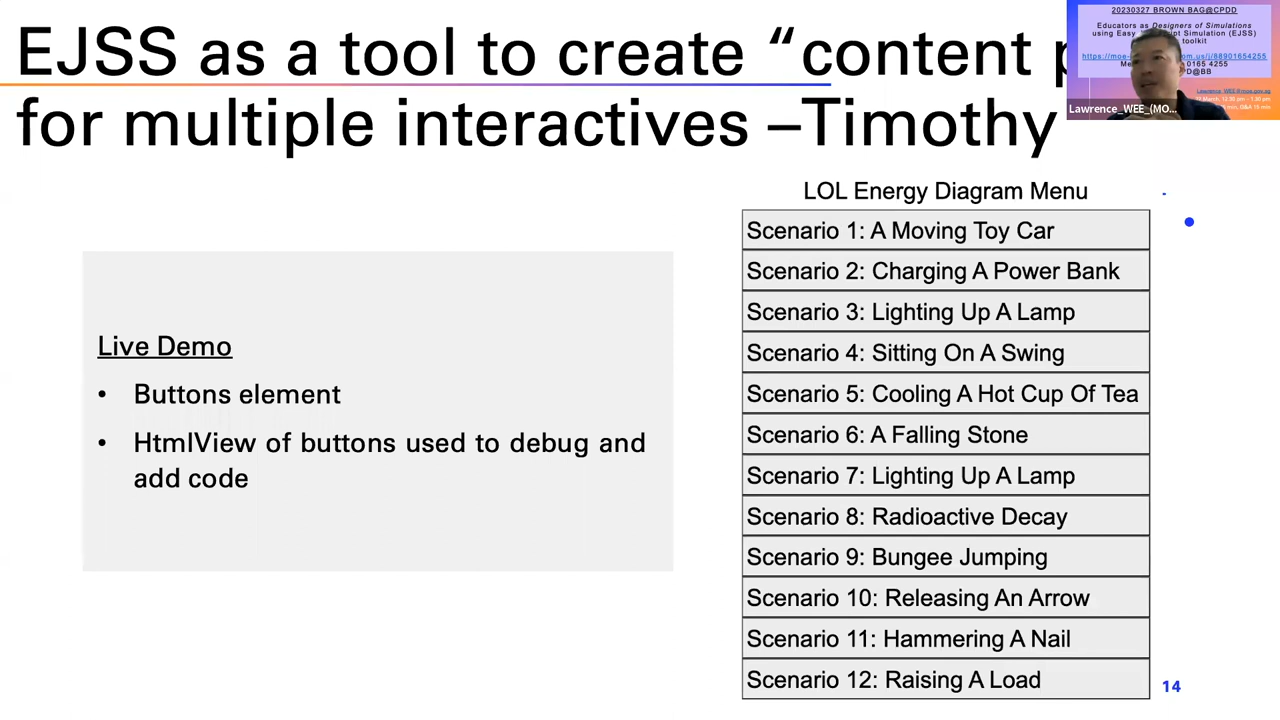 EJSS as a tool to create “content p
for multiple interactives –Timothy
20230327 BROWN BAG@CPDD
Educators as Designers of Simulations
using Easy Simulation (EJSS)
toolkit
Lawrence_WEE_(MO...
LOL Energy Diagram Menu
Scenario 1: A Moving Toy Car
Scenario 2: Charging A Power Bank
Scenario 3: Lighting Up A Lamp
Scenario 4: Sitting On A Swing
Scenario 5: Cooling A Hot Cup Of Tea
Scenario 6: A Falling Stone
Scenario 7: Lighting Up A Lamp
Scenario 8: Radioactive Decay
Scenario 9: Bungee Jumping
Scenario 10: Releasing An Arrow
Scenario 11: Hammering A Nail
Scenario 12: Raising A Load
Live Demo
• Buttons element
• HtmlView of buttons used to debug and
add code
14